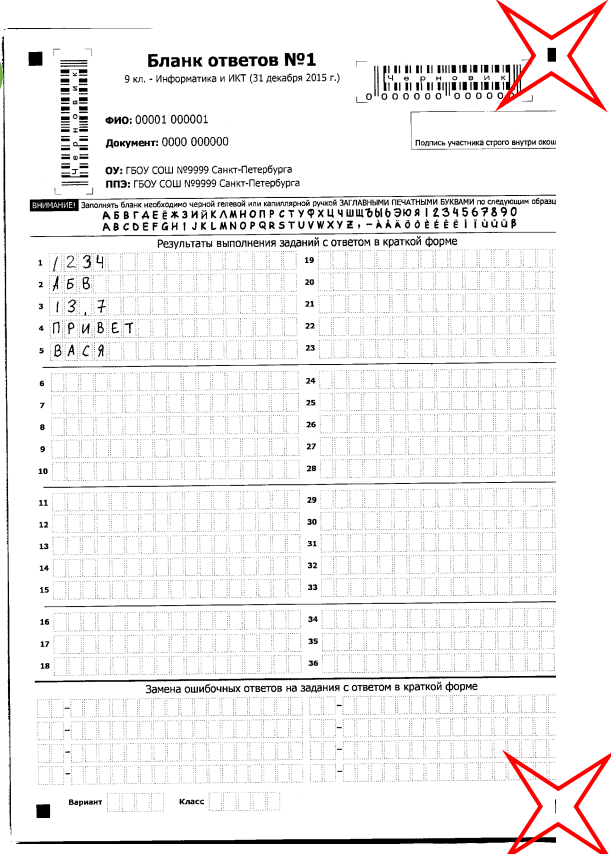 Бланк ответов №1
9 кл. - Информатика и ИКТ (31 декабря 2015 г.)
Черновик
Черновик
0 000000 000000
ФИО: 00001 000001
Документ: 0000 000000
Подпись участника строго внутри окош
ОУ: ГБОУ СОШ №9999 Санкт-Петербурга
ППЭ: ГБОУ СОШ №9999 Санкт-Петербурга
ВНИМАНИЕ! Заполнять бланк необходимо черной гелевой или капиллярной ручкой ЗАГЛАВНЫМИ ПЕЧАТНЫМИ БУКВАМИ по следующим образц
АБВГДЕЁЖЗИЙКЛМНОПРСТУФХЦЧШЩЪЫЬЭЮЯ1234567890
ABCDEFGHIJKLMNOPQRSTUVWXYZ,-
Результаты выполнения заданий с ответом в краткой форме
1 1234
2 АБВ
3 13,7
4 ПРИВЕТ
5 ВАСЯ
6
7
8
9
10
11
12
13
14
15
16
17
18
19
20
21
22
23
24
25
26
27
28
29
30
31
32
33
34
35
36
Замена ошибочных ответов на задания с ответом в краткой форме
-
-
-
-
-
-
-
-
Вариант Класс